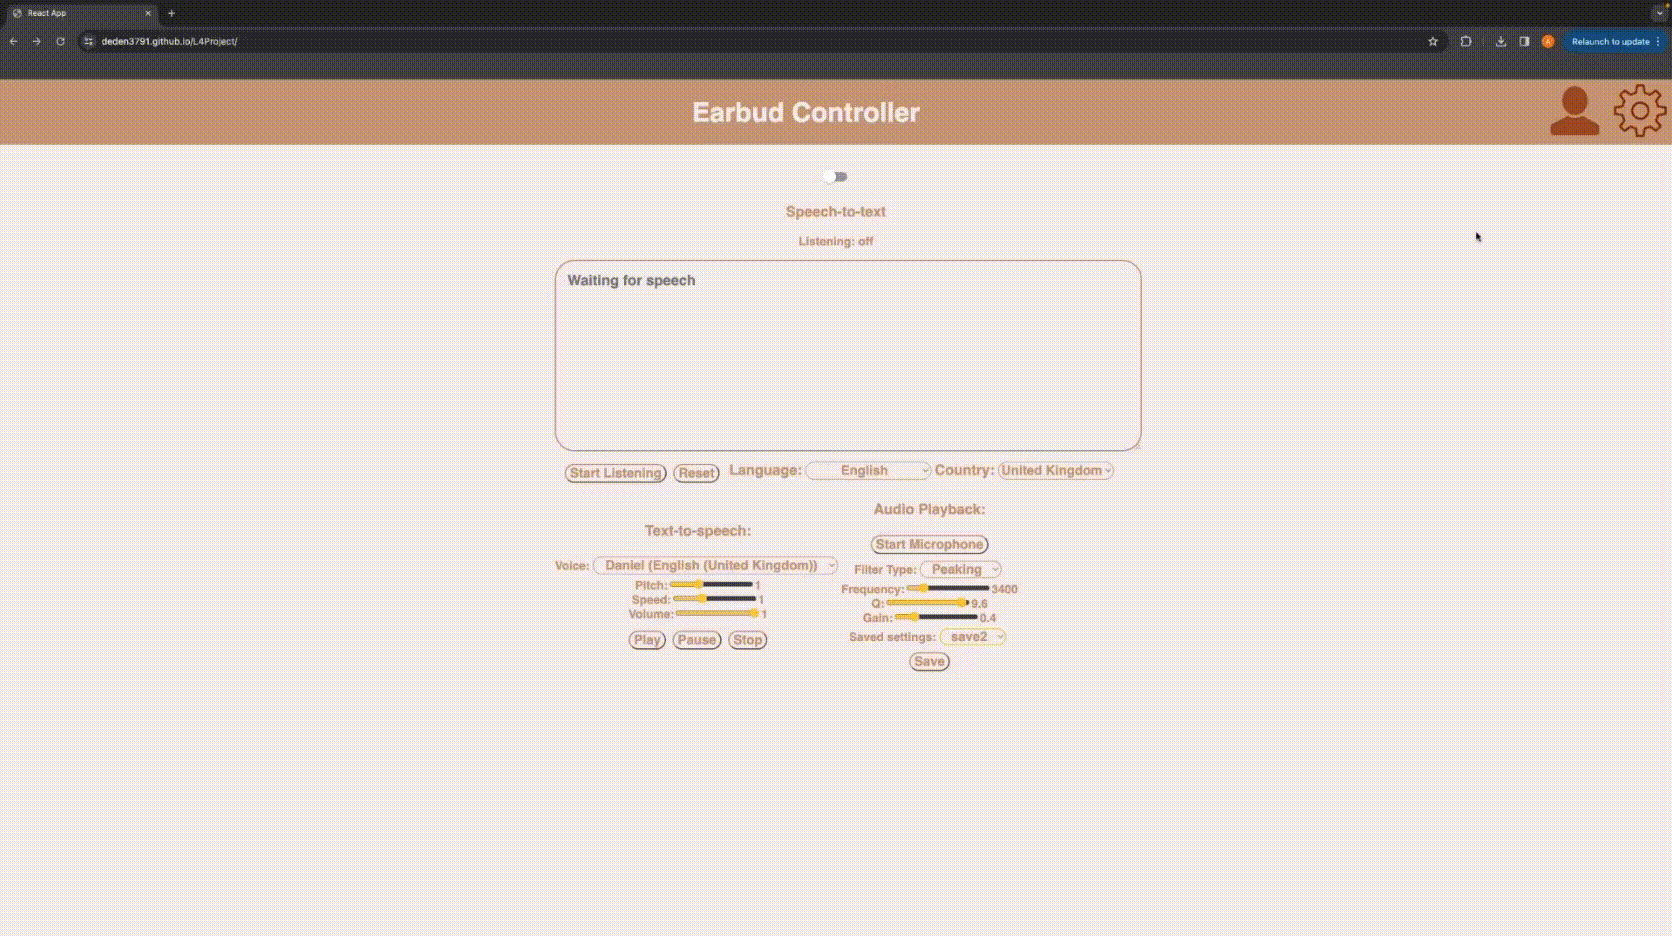 React App
deden3791.github.io/L4Project/
Relaunch to update
Earbud Controller
Speech-to-text
Listening: off
Waiting for speech
Start Listening Reset Language: English Country: United Kingdom
Audio Playback:
Text-to-speech:
Start Microphone
Voice: Daniel (English (United Kingdom))
Filter Type: Peaking
Pitch: 1
Frequency: 3400
Speed: 1
Q: 9.6
Volume: 1
Gain: 0.4
Saved settings: save2
Play Pause Stop
Save